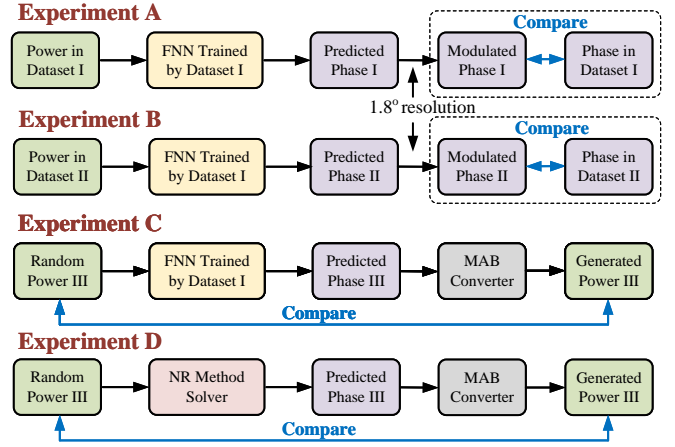 Experiment A
Compare
Power in
Dataset I
FNN Trained
by Dataset I
Predicted
Phase I
Modulated
Phase I
Phase in
Dataset I
1.8° resolution
Experiment B
Compare
Power in
Dataset II
FNN Trained
by Dataset I
Predicted
Phase II
Modulated
Phase II
Phase in
Dataset II
Experiment C
Random
Power III
FNN Trained
by Dataset I
Predicted
Phase III
MAB
Converter
Generated
Power III
Compare
Experiment D
Random
Power III
NR Method
Solver
Predicted
Phase III
MAB
Converter
Generated
Power III
Compare